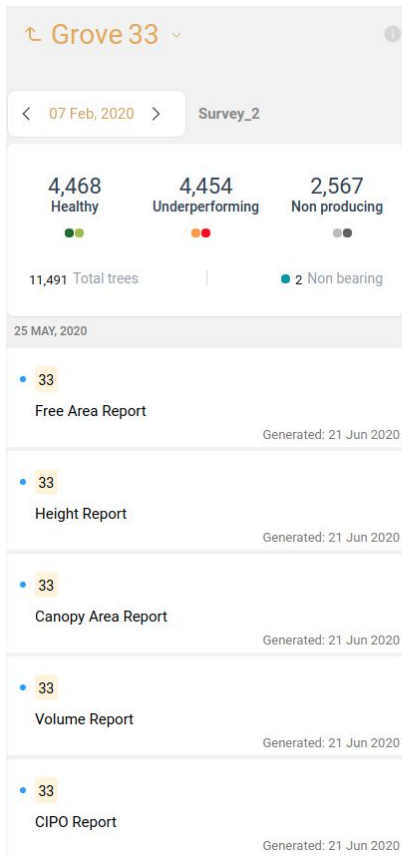 Grove 33
07 Feb, 2020 Survey_2
4,468 4,454 2,567
Healthy Underperforming Non producing
11,491 Total trees 2 Non bearing
25 MAY, 2020
33
Free Area Report
Generated: 21 Jun 2020
33
Height Report
Generated: 21 Jun 2020
33
Canopy Area Report
Generated: 21 Jun 2020
33
Volume Report
Generated: 21 Jun 2020
33
CIPO Report
Generated: 21 Jun 2020